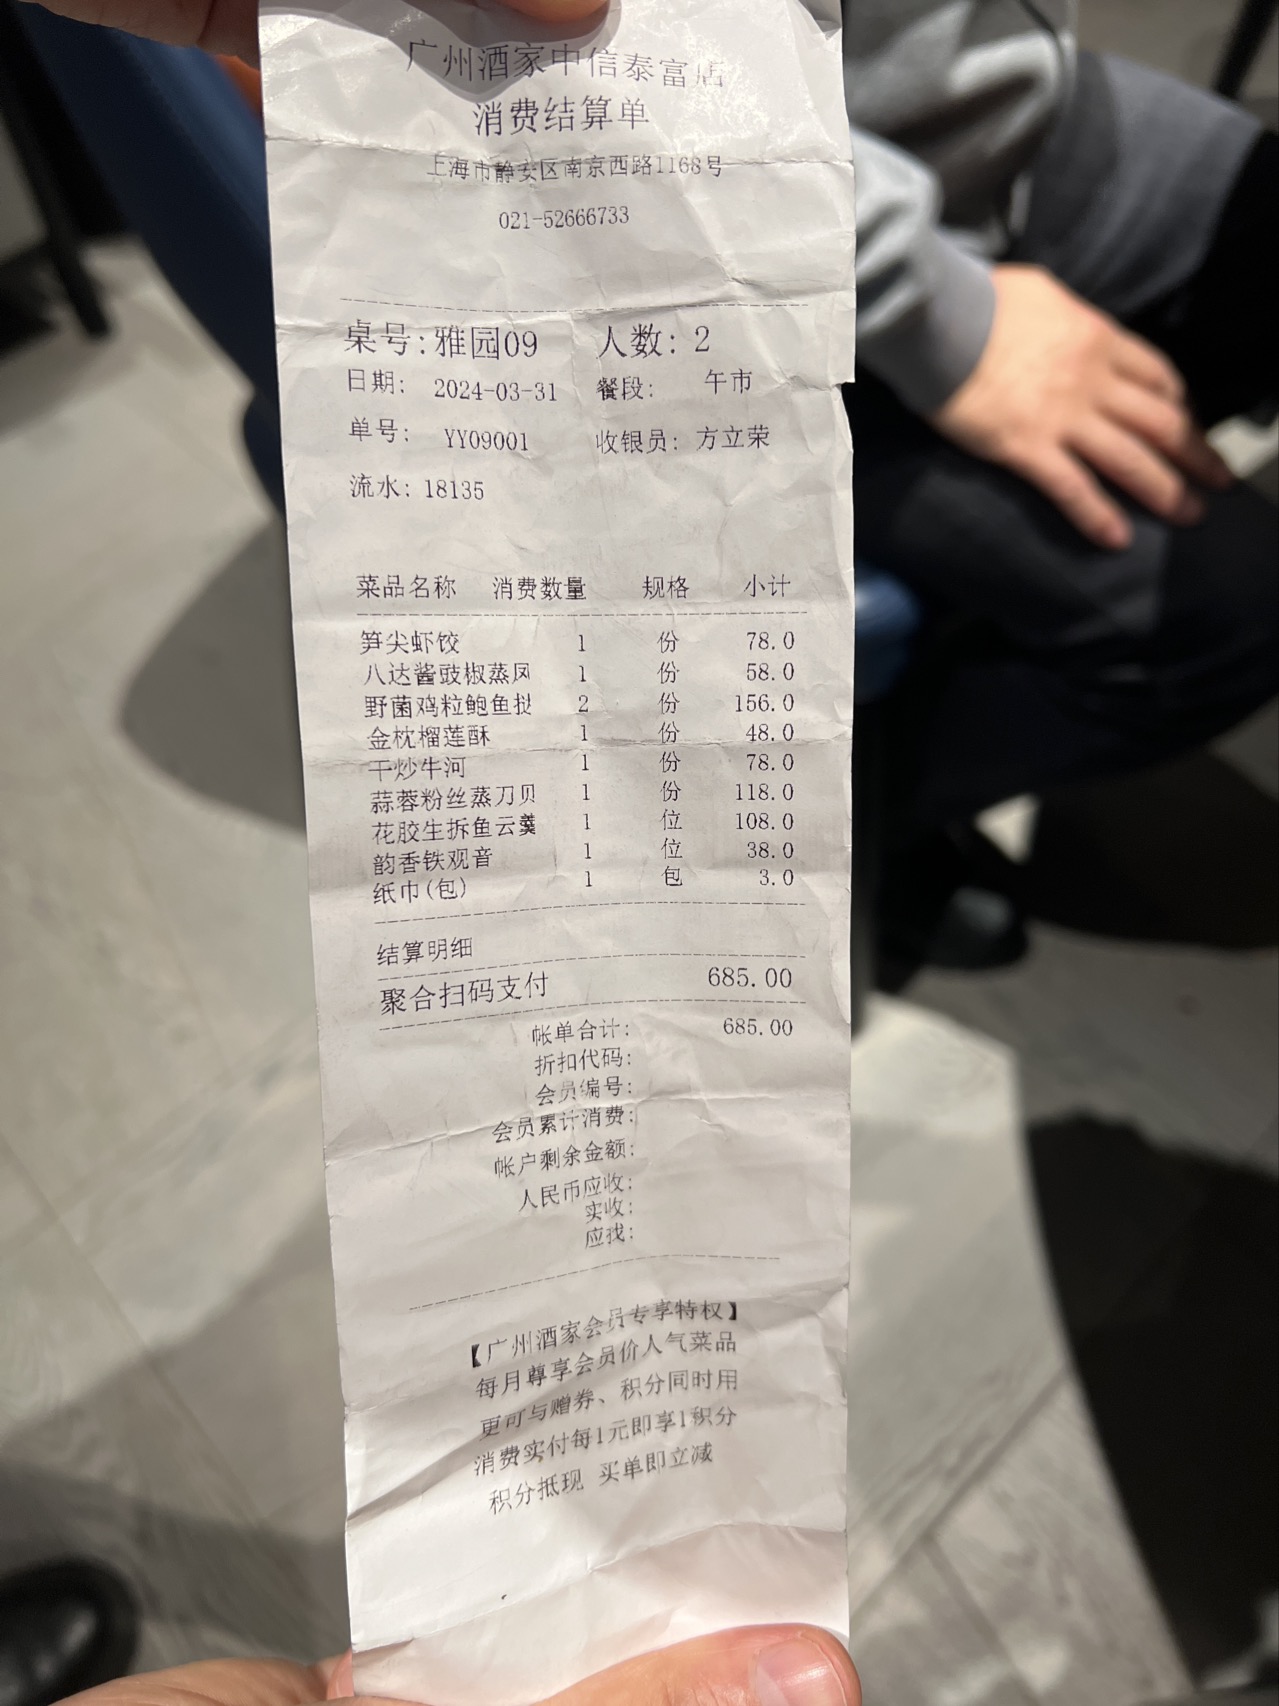 广州酒家中信泰富店
消费结算单
上海市静安区南京西路1168号
021-52666733
桌号:雅园09 人数: 2
日期: 2024-03-31 餐段: 午市
单号: YY09001 收银员: 方立荣
流水: 18135
菜品名称 消费数量 规格 小计
笋尖虾饺 1 份 78.0
八达酱豉椒蒸凤 1 份 58.0
野菌鸡粒鲍鱼挞 2 份 156.0
金枕榴莲酥 1 份 48.0
干炒牛河 1 份 78.0
蒜蓉粉丝蒸刀贝 1 份 118.0
花胶生拆鱼云羹 1 位 108.0
韵香铁观音 1 位 38.0
纸巾(包) 1 包 3.0
结算明细
聚合扫码支付 685.00
帐单合计: 685.00
折扣代码:
会员编号:
会员累计消费:
帐户剩余金额:
人民币应收:
实收:
应找:
【广州酒家会员专享特权】
每月尊享会员价人气菜品
更可与赠券、积分同时用
消费实付每1元即享1积分
积分抵现 买单即立减